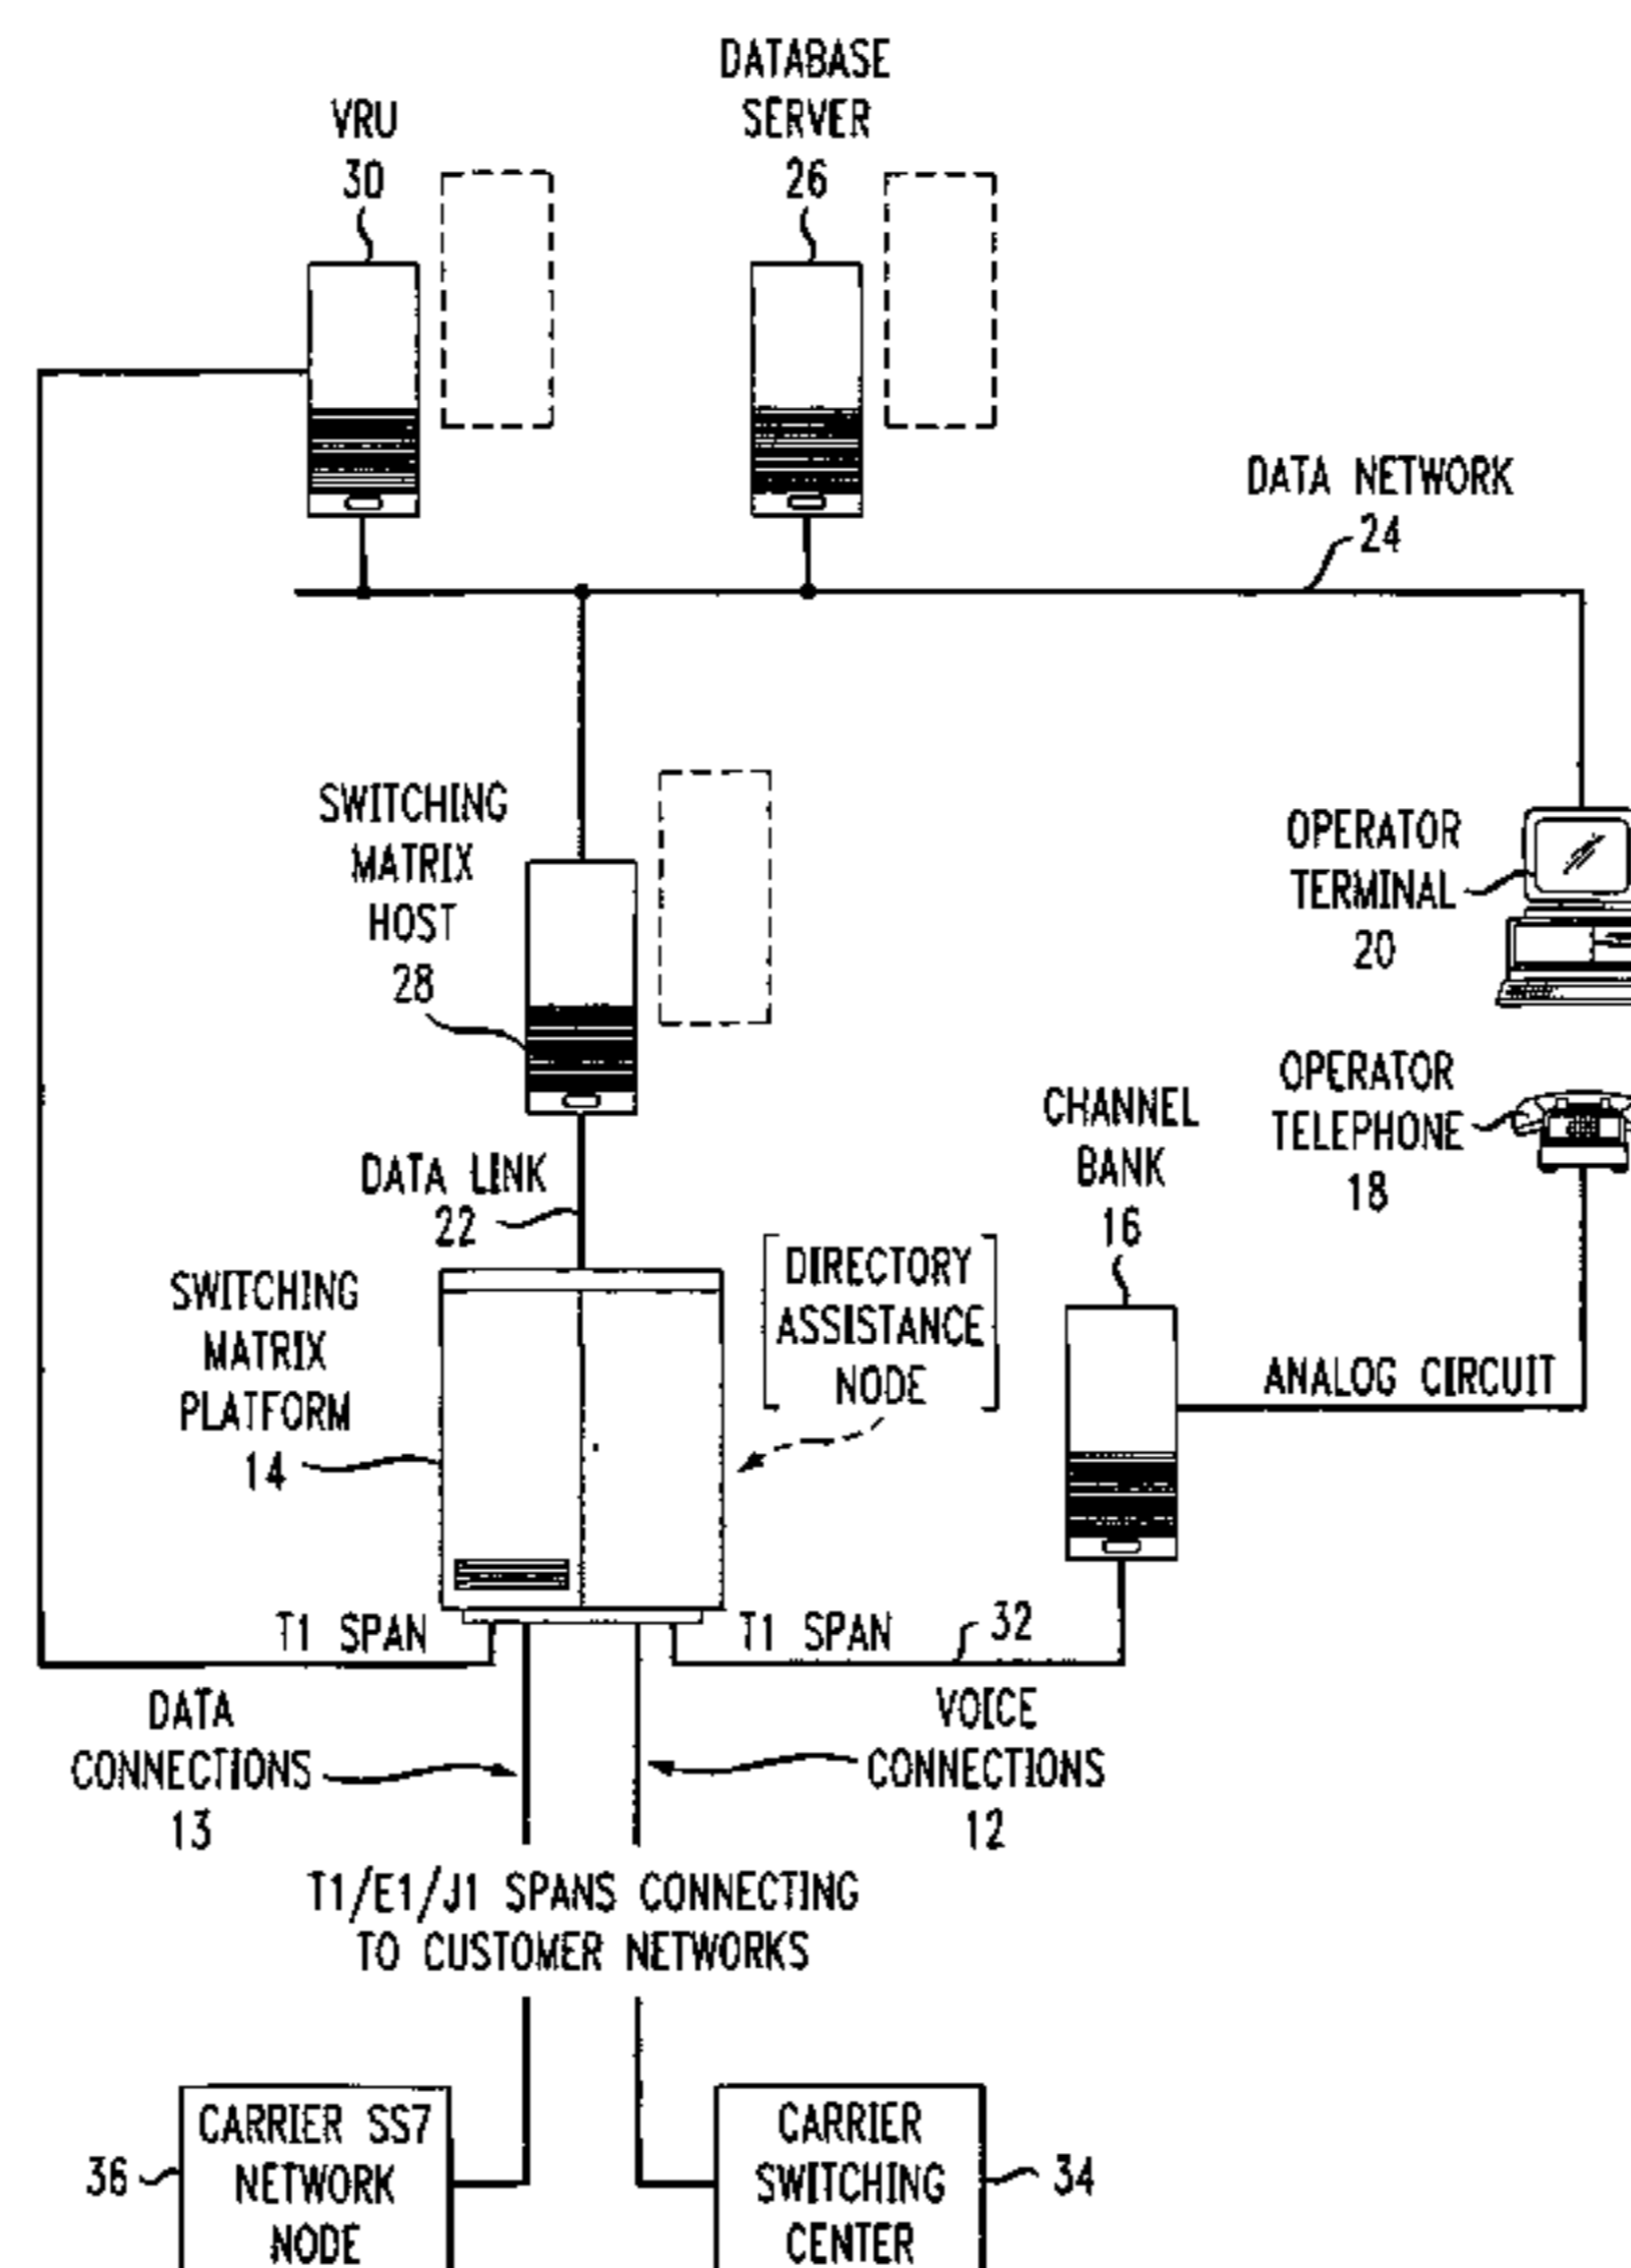 DATABASE
SERVER
26
VRU
30
DATA NETWORK
24
SWITCHING
MATRIX
HOST
28
OPERATOR
TERMINAL
20
OPERATOR
TELEPHONE
18
CHANNEL
BANK
16
DATA LINK
22
DIRECTORY
ASSISTANCE
NODE
SWITCHING
MATRIX
PLATFORM
14
ANALOG CIRCUIT
T1 SPAN
T1 SPAN
32
DATA
CONNECTIONS
13
VOICE
CONNECTIONS
12
T1/E1/J1 SPANS CONNECTING
TO CUSTOMER NETWORKS
CARRIER SS7
NETWORK
NODE
36
CARRIER
SWITCHING
CENTER
34